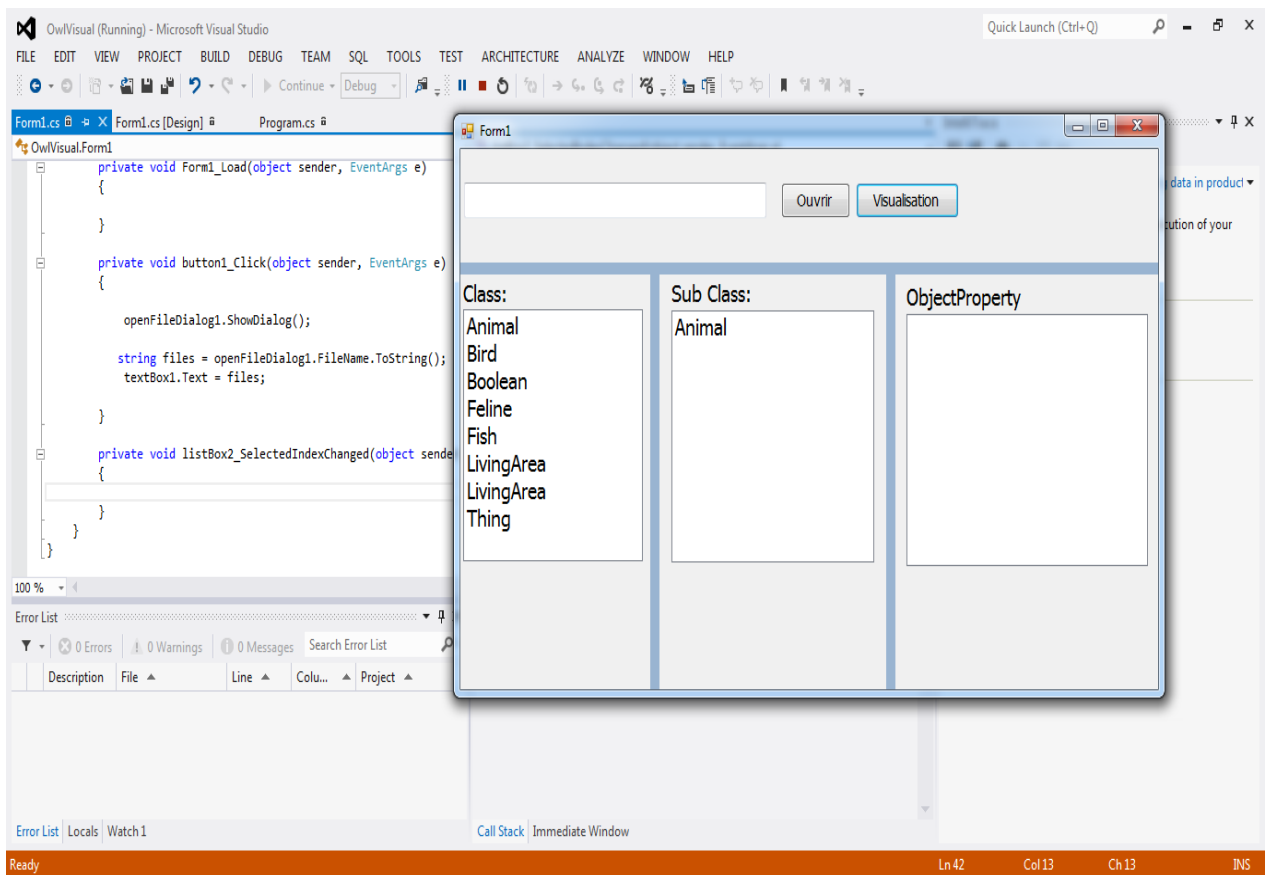 OwlVisual (Running) - Microsoft Visual Studio
Quick Launch (Ctrl+Q)
FILE EDIT VIEW PROJECT BUILD DEBUG TEAM SQL TOOLS TEST ARCHITECTURE ANALYZE WINDOW HELP
Continue Debug
Form1.cs Form1.cs [Design] Program.cs
OwlVisual.Form1
private void Form1_Load(object sender, EventArgs e)
{
}
private void button1_Click(object sender, EventArgs e)
{
openFileDialog1.ShowDialog();
string files = openFileDialog1.FileName.ToString();
textBox1.Text = files;
}
private void listBox2_SelectedIndexChanged(object sende
{
}
}
}
100 %
Form1
Ouvrir Visualisation
Class:
Animal
Bird
Boolean
Feline
Fish
LivingArea
LivingArea
Thing
Sub Class:
Animal
ObjectProperty
data in product
cution of your
Error List
0 Errors 0 Warnings 0 Messages Search Error List
Description File Line Colu... Project
Error List Locals Watch 1
Call Stack Immediate Window
Ready
Ln 42 Col 13 Ch 13 INS